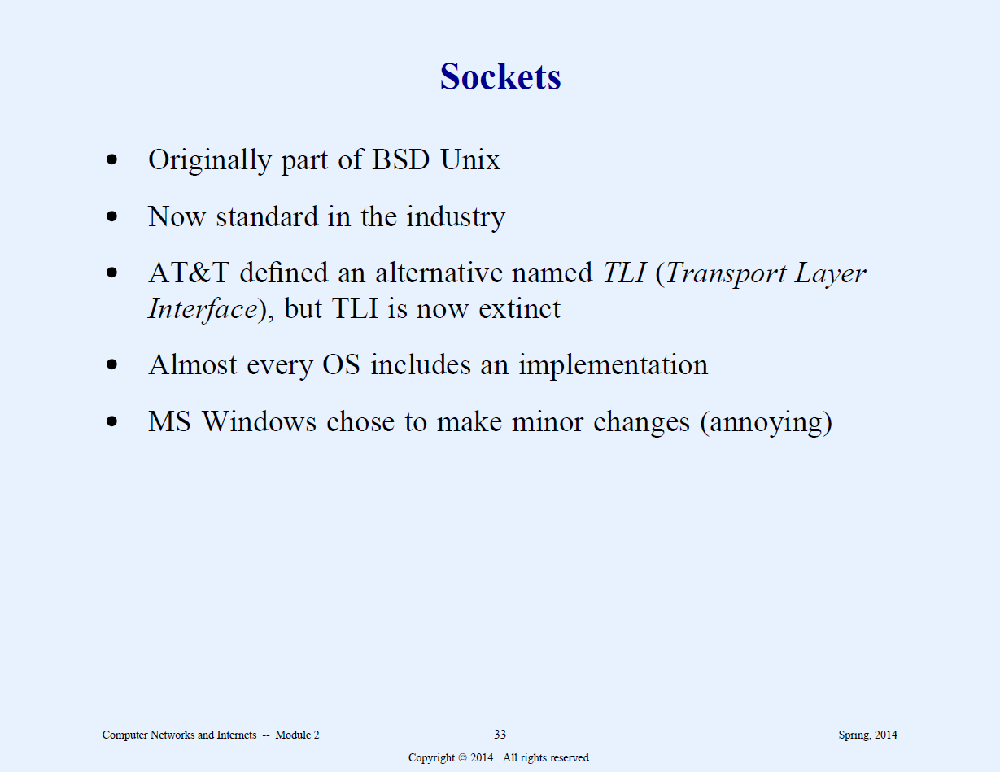 Sockets
• Originally part of BSD Unix
• Now standard in the industry
• AT&T defined an alternative named TLI (Transport Layer
Interface), but TLI is now extinct
• Almost every OS includes an implementation
• MS Windows chose to make minor changes (annoying)
Computer Networks and Internets -- Module 2 33 Spring, 2014
Copyright © 2014. All rights reserved.